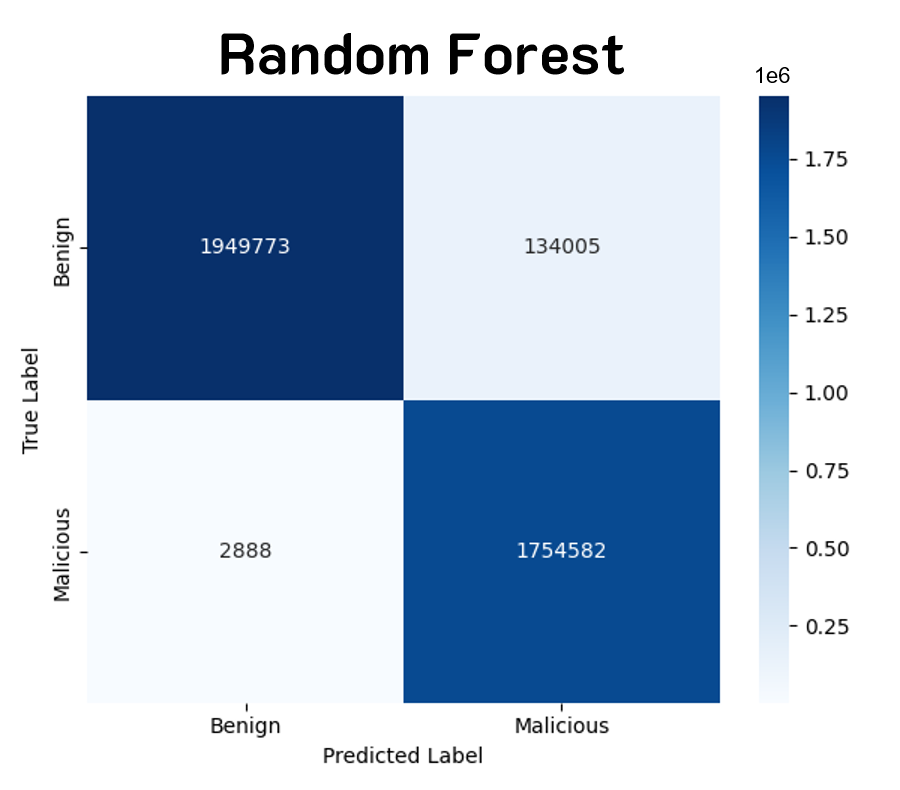 Random Forest
1e6
Benign
1949773
134005
1.75
1.50
1.25
1.00
True Label
0.75
Malicious
2888
1754582
0.50
0.25
Benign
Malicious
Predicted Label